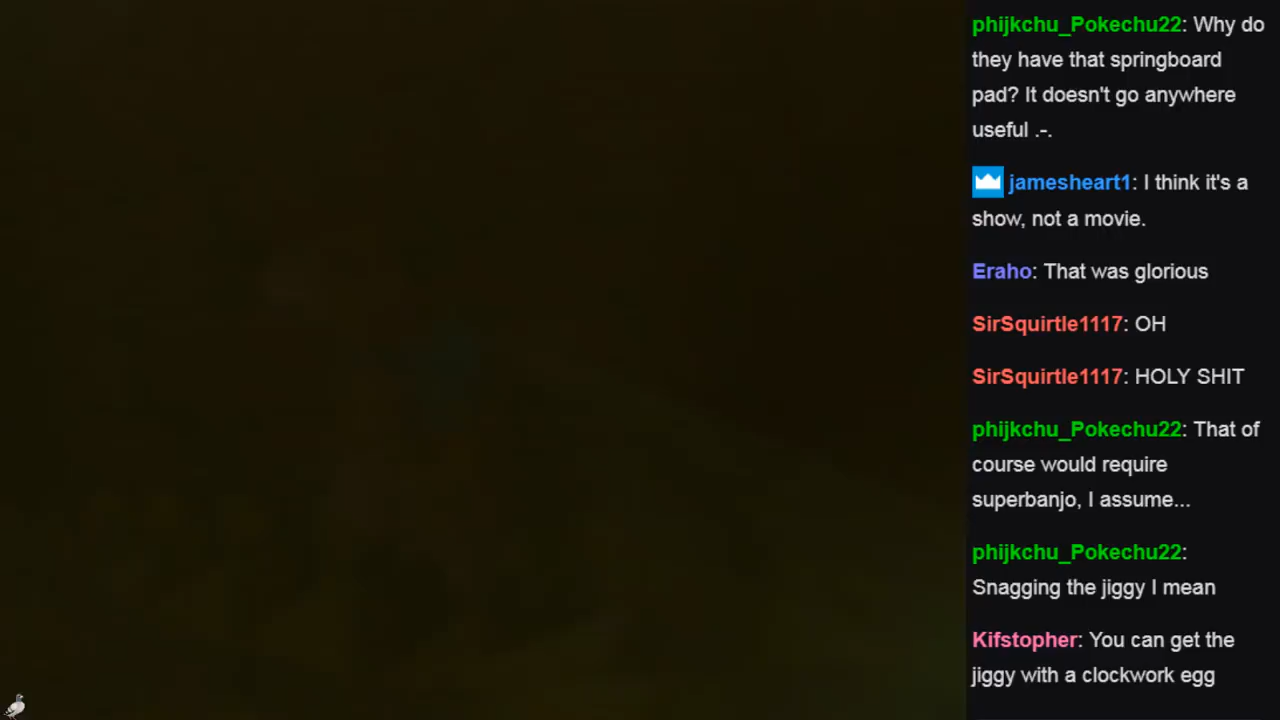 phijkchu_Pokechu22: Why do
they have that springboard
pad? It doesn't go anywhere
useful .-.
jamesheart1: I think it's a
show, not a movie.
Eraho: That was glorious
SirSquirtle1117: OH
SirSquirtle1117: HOLY SHIT
phijkchu_Pokechu22: That of
course would require
superbanjo, I assume...
phijkchu_Pokechu22:
Snagging the jiggy I mean
Kifstopher: You can get the
jiggy with a clockwork egg